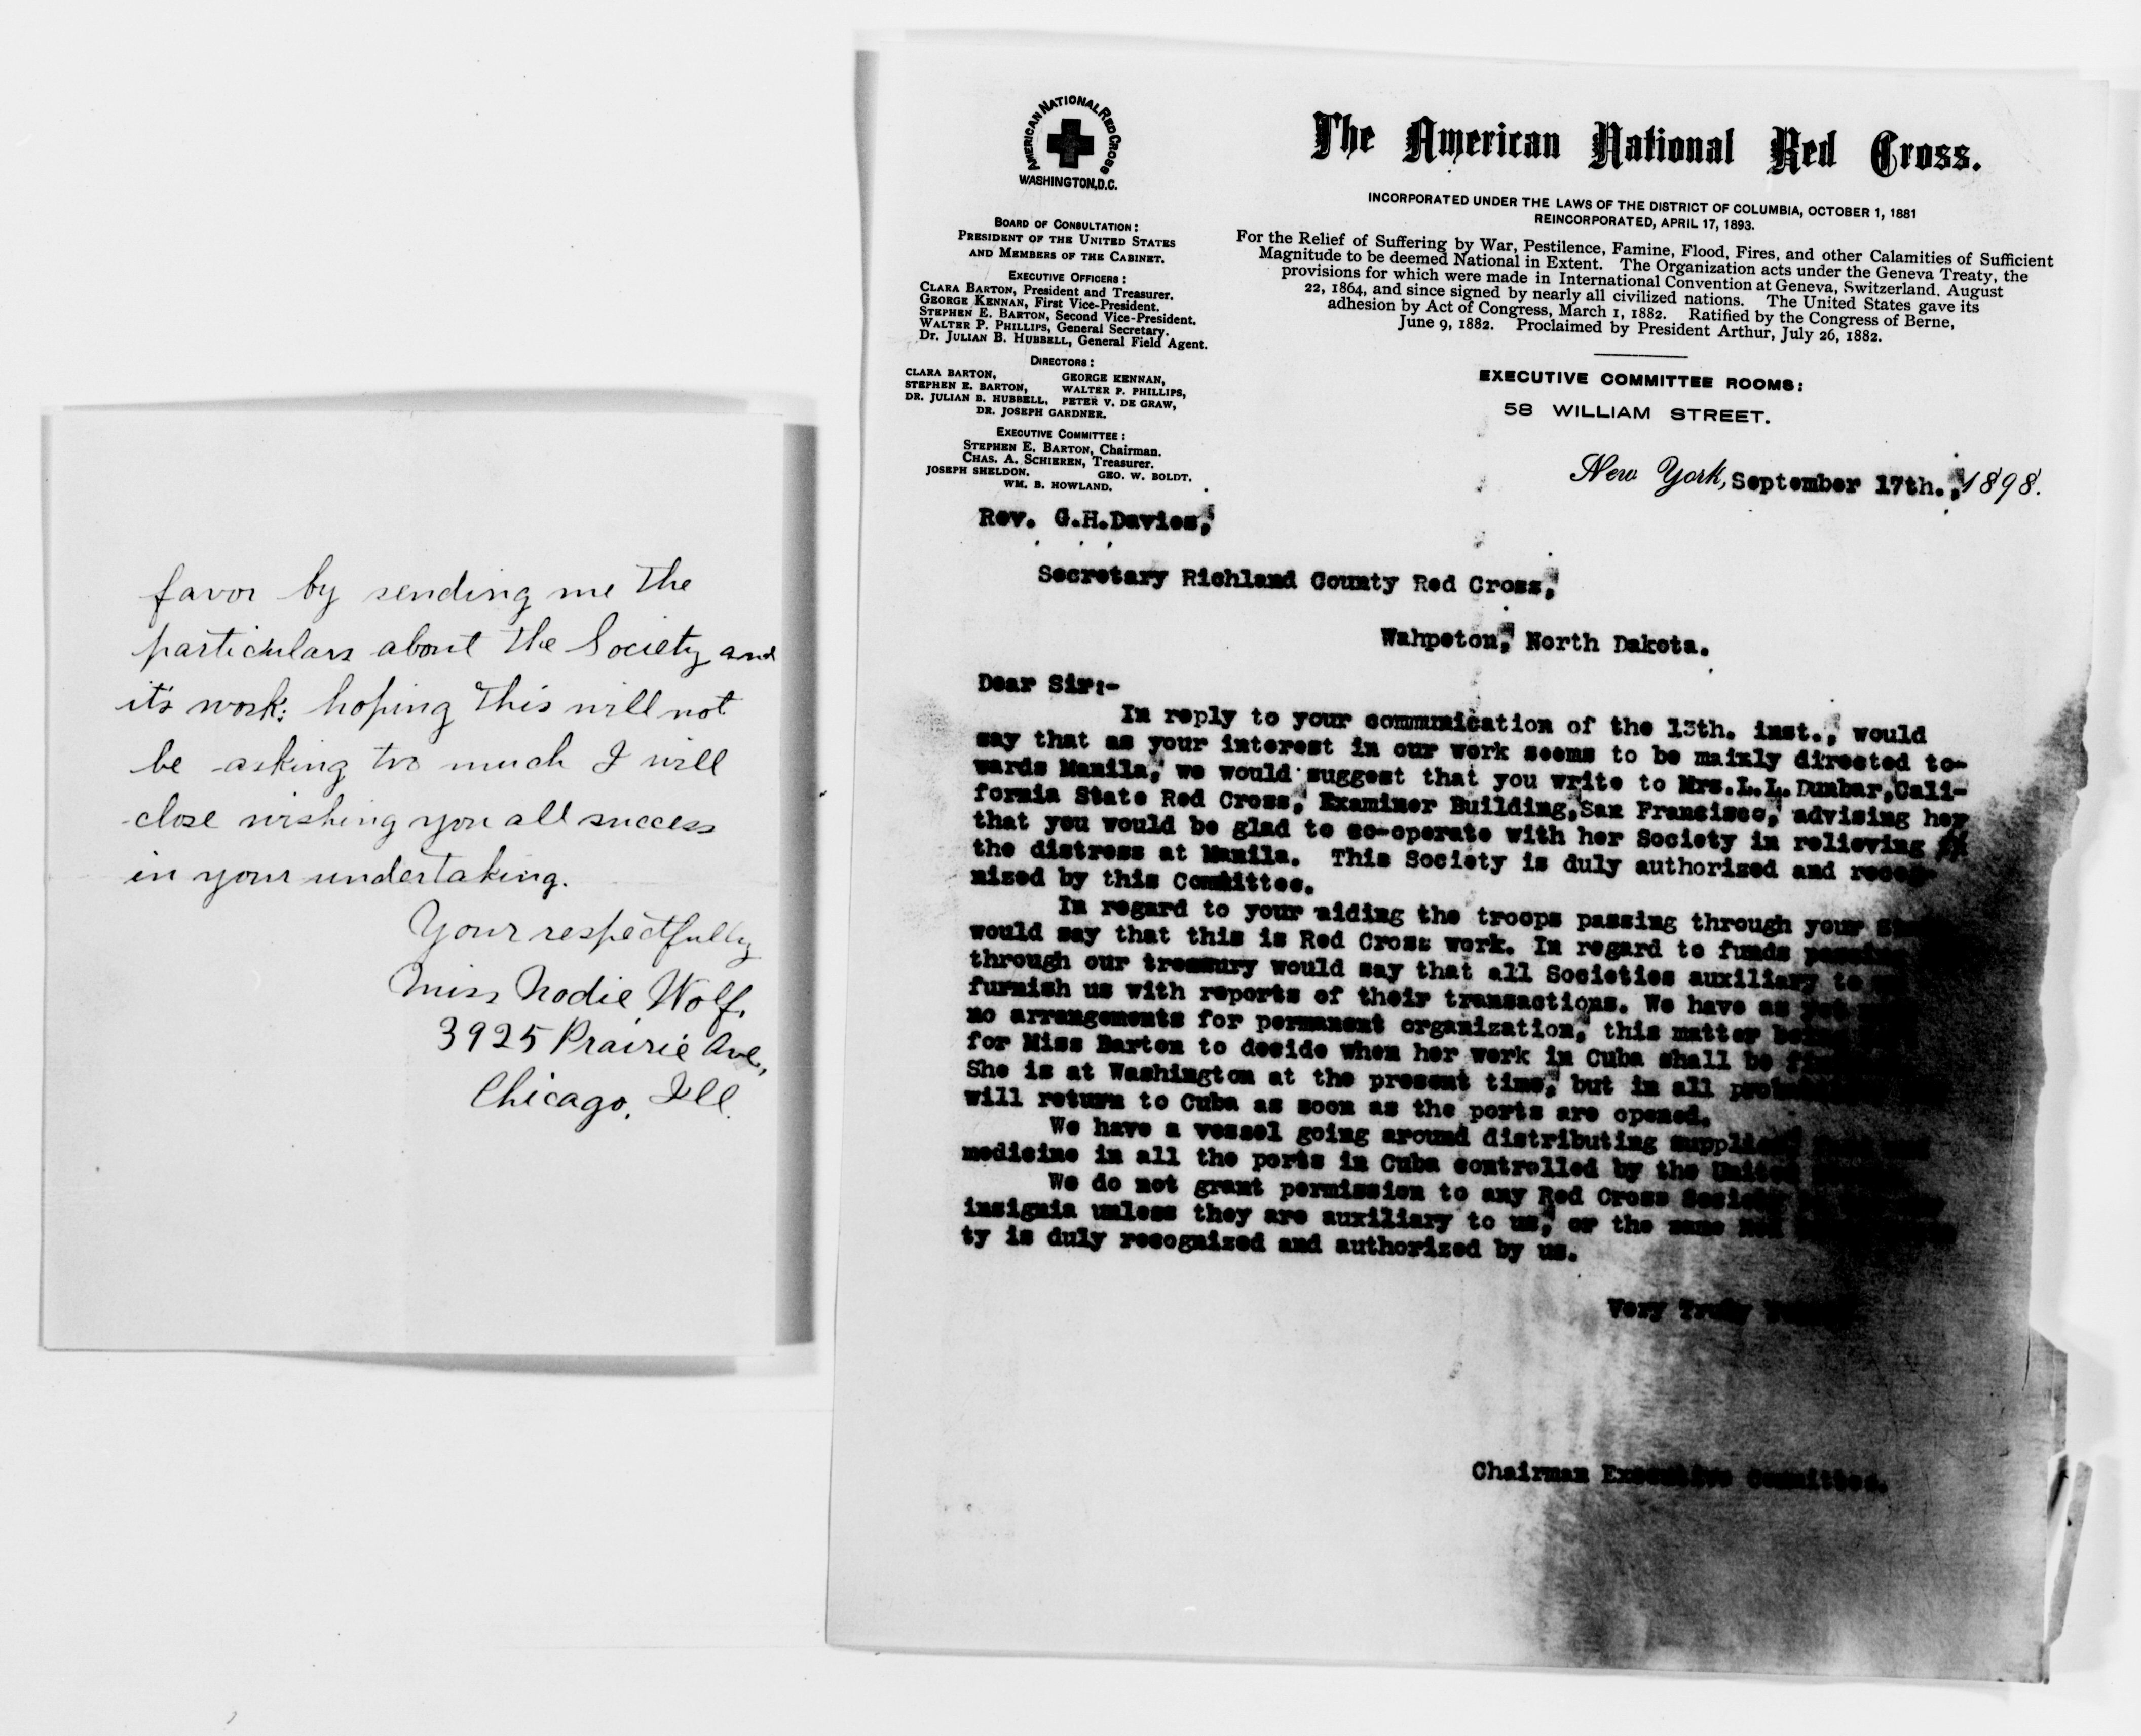 favor by sending me the
particulars about the Society and
it's work: hoping this will not
be asking too much I will
close wishing you all success
in your undertaking.
Your respectfully
Miss Nodie Wolf.
3925 Prairie Ave,
Chicago, Ill.
AMERICAN NATIONAL RED CROSS
WASHINGTON, D.C.
BOARD OF CONSULTATION:
PRESIDENT OF THE UNITED STATES
AND MEMBERS OF THE CABINET.
EXECUTIVE OFFICERS:
CLARA BARTON, President and Treasurer.
GEORGE KENNAN, First Vice-President.
STEPHEN E. BARTON, Second Vice-President.
WALTER P. PHILLIPS, General Secretary.
Dr. JULIAN B. HUBBELL, General Field Agent.
DIRECTORS:
CLARA BARTON, GEORGE KENNAN,
STEPHEN E. BARTON, WALTER P. PHILLIPS,
DR. JULIAN B. HUBBELL, PETER V. DE GRAW,
DR. JOSEPH GARDNER.
EXECUTIVE COMMITTEE:
STEPHEN E. BARTON, Chairman.
CHAS. A. SCHIEREN, Treasurer.
JOSEPH SHELDON. GEO. W. BOLDT.
WM. B. HOWLAND.
The American National Red Cross.
INCORPORATED UNDER THE LAWS OF THE DISTRICT OF COLUMBIA, OCTOBER 1, 1881
REINCORPORATED, APRIL 17, 1893.
For the Relief of Suffering by War, Pestilence, Famine, Flood, Fires, and other Calamities of Sufficient
Magnitude to be deemed National in Extent. The Organization acts under the Geneva Treaty, the
provisions for which were made in International Convention at Geneva, Switzerland, August
22, 1864, and since signed by nearly all civilized nations. The United States gave its
adhesion by Act of Congress, March 1, 1882. Ratified by the Congress of Berne,
June 9, 1882. Proclaimed by President Arthur, July 26, 1882.
EXECUTIVE COMMITTEE ROOMS:
58 WILLIAM STREET.
New York, September 17th., 1898.
Rev. G.H.Davies,
Secretary Richland County Red Cross,
Wahpeton, North Dakota.
Dear Sir:-
In reply to your communication of the 13th. inst., would
say that as your interest in our work seems to be mainly directed to-
wards Manila, we would suggest that you write to Mrs.L.L.Dunbar,Cali-
fornia State Red Cross, Examiner Building,San Francisco, advising her
that you would be glad to co-operate with her Society in relieving
the distress at Manila. This Society is duly authorized and recog-
nized by this Committee.
In regard to your aiding the troops passing through your
would say that this is Red Cross work. In regard to funds passing
through our treasury would say that all Societies auxiliary to
furnish us with reports of their transactions. We have as yet
no arrangements for permanent organization, this matter being
for Miss Barton to decide when her work in Cuba shall be
She is at Washington at the present time, but in all
will return to Cuba as soon as the ports are opened.
We have a vessel going around distributing supplies,
medicine in all the ports in Cuba controlled by the United
We do not grant permission to any Red Cross Society
insignia unless they are auxiliary to us, or the same Red
ty is duly recognized and authorized by us.
Very Truly
Chairman Executive Committee.